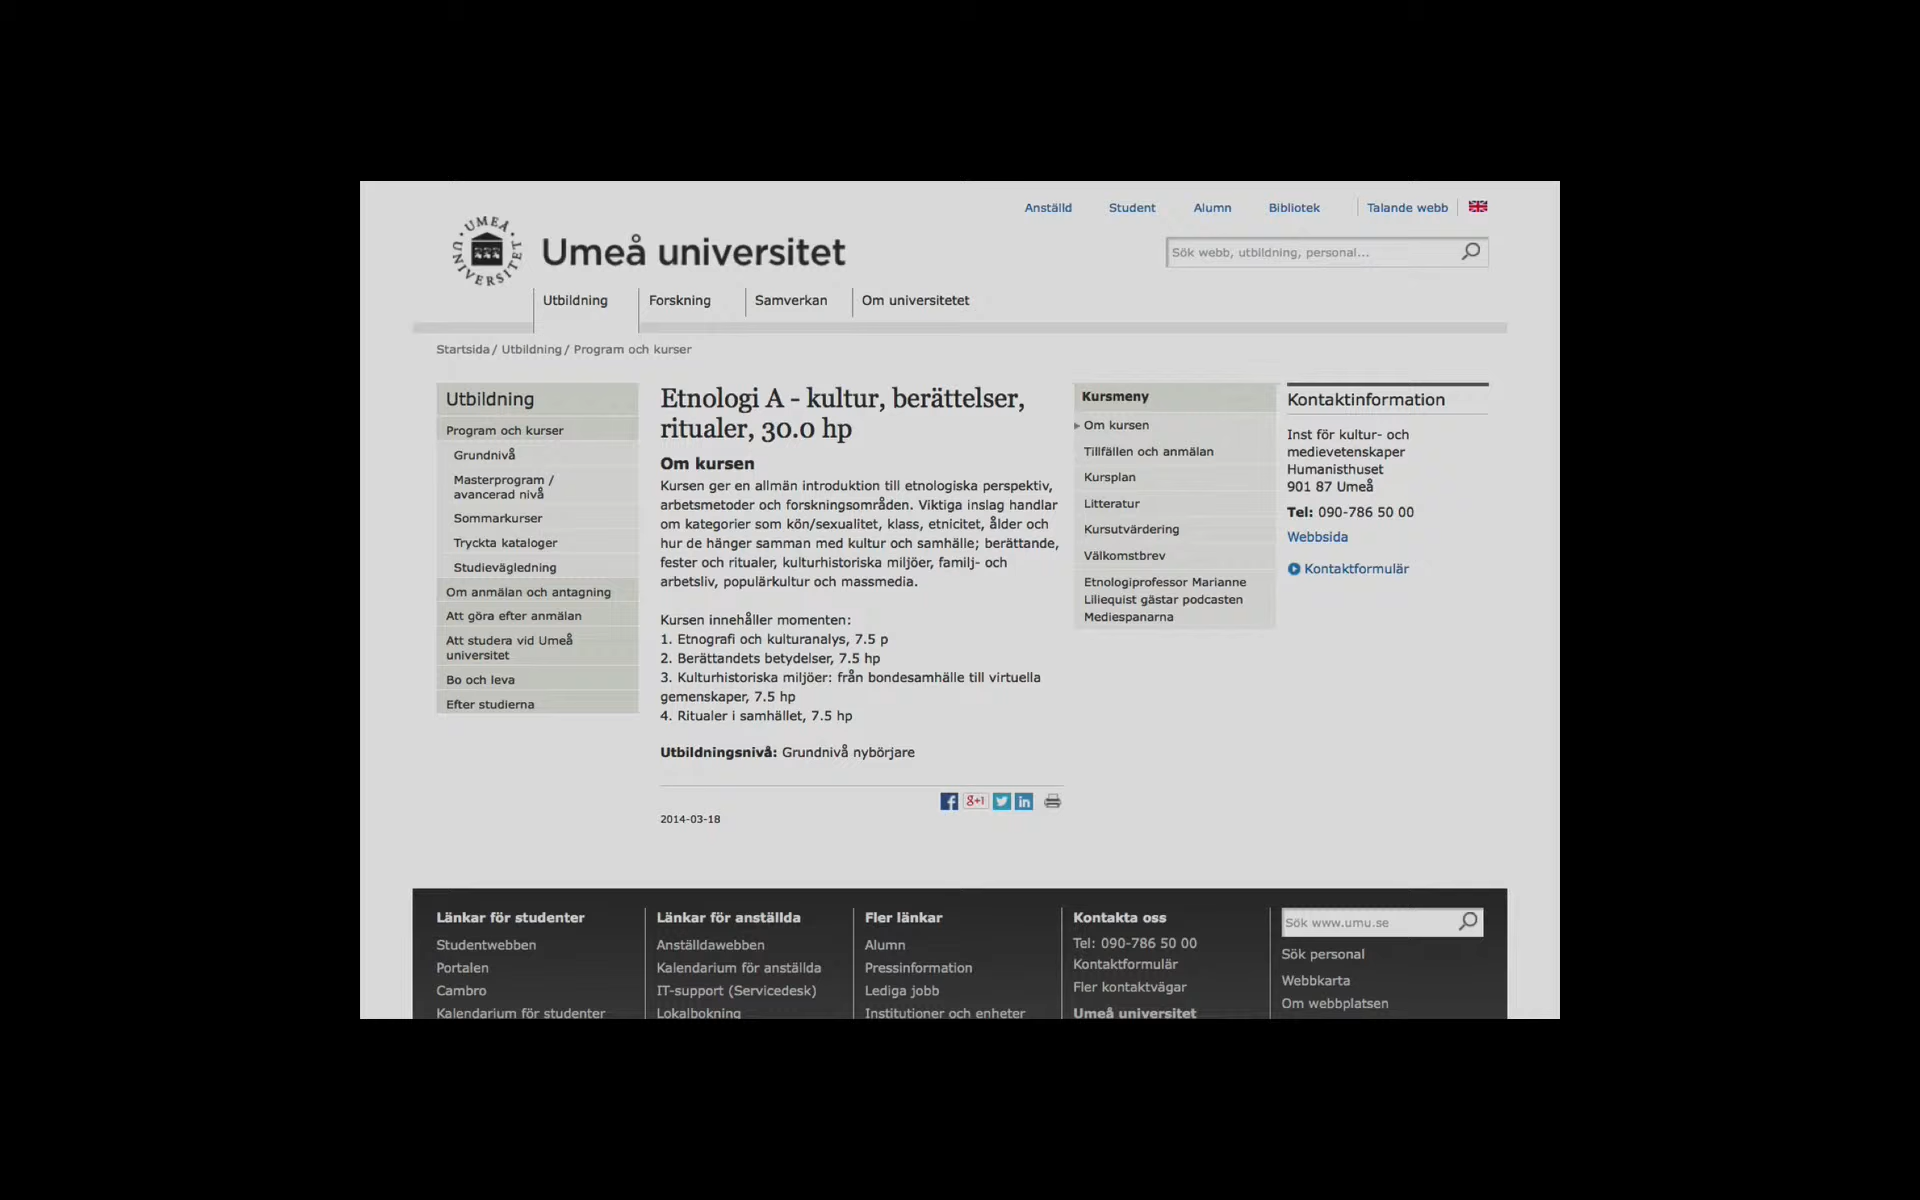 Anställd Student Alumn Bibliotek Talande webb
UMEÅ UNIVERSITET
Umeå universitet
Sök webb, utbildning, personal...
Utbildning Forskning Samverkan Om universitetet
Startsida/ Utbildning/ Program och kurser
Utbildning
Program och kurser
Grundnivå
Masterprogram /
avancerad nivå
Sommarkurser
Tryckta kataloger
Studievägledning
Om anmälan och antagning
Att göra efter anmälan
Att studera vid Umeå
universitet
Bo och leva
Efter studierna
Etnologi A - kultur, berättelser,
ritualer, 30.0 hp
Om kursen
Kursen ger en allmän introduktion till etnologiska perspektiv,
arbetsmetoder och forskningsområden. Viktiga inslag handlar
om kategorier som kön/sexualitet, klass, etnicitet, ålder och
hur de hänger samman med kultur och samhälle; berättande,
fester och ritualer, kulturhistoriska miljöer, familj- och
arbetsliv, populärkultur och massmedia.
Kursen innehåller momenten:
1. Etnografi och kulturanalys, 7.5 p
2. Berättandets betydelser, 7.5 hp
3. Kulturhistoriska miljöer: från bondesamhälle till virtuella
gemenskaper, 7.5 hp
4. Ritualer i samhället, 7.5 hp
Utbildningsnivå: Grundnivå nybörjare
f g+1 in
2014-03-18
Kursmeny
Om kursen
Tillfällen och anmälan
Kursplan
Litteratur
Kursutvärdering
Välkomstbrev
Etnologiprofessor Marianne
Liliequist gästar podcasten
Mediespanarna
Kontaktinformation
Inst för kultur- och
medievetenskaper
Humanisthuset
901 87 Umeå
Tel: 090-786 50 00
Webbsida
Kontaktformulär
Länkar för studenter
Studentwebben
Portalen
Cambro
Kalendarium för studenter
Länkar för anställda
Anställdawebben
Kalendarium för anställda
IT-support (Servicedesk)
Lokalbokning
Fler länkar
Alumn
Pressinformation
Lediga jobb
Institutioner och enheter
Kontakta oss
Tel: 090-786 50 00
Kontaktformulär
Fler kontaktvägar
Umeå universitet
Sök www.umu.se
Sök personal
Webbkarta
Om webbplatsen